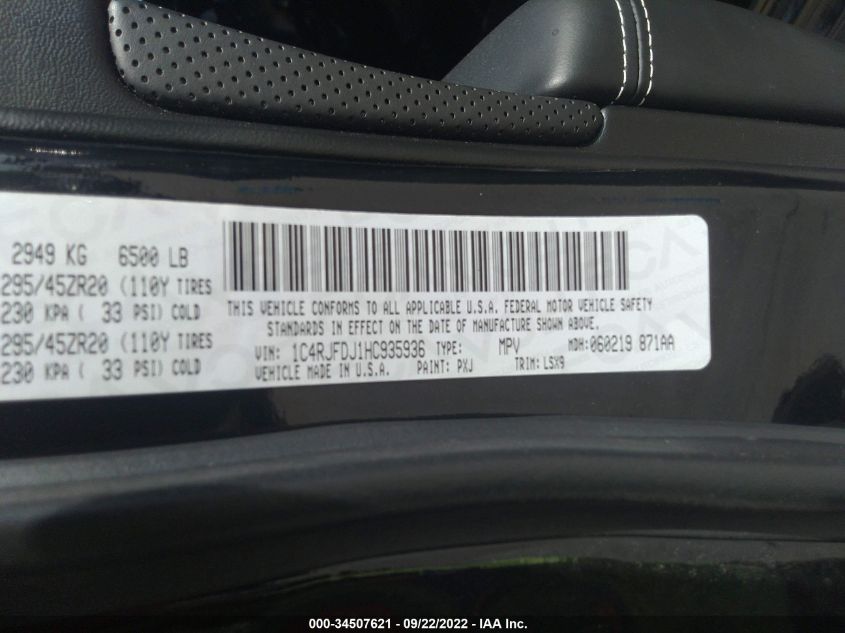 2949 KG 6500 LB
295/45ZR20 (110Y TIRES
230 KPA ( 33 PSI) COLD
295/45ZR20 (110Y TIRES
230 KPA ( 33 PSI) COLD
THIS VEHICLE CONFORMS TO ALL APPLICABLE U.S.A. FEDERAL MOTOR VEHICLE SAFETY
STANDARDS IN EFFECT ON THE DATE OF MANUFACTURE SHOWN ABOVE.
VIN: 1C4RJFDJ1HC935936 TYPE: MPV MDH: 060219 871AA
VEHICLE MADE IN U.S.A. PAINT: PXJ TRIM: LSX9
000-34507621 - 09/22/2022 - IAA Inc.